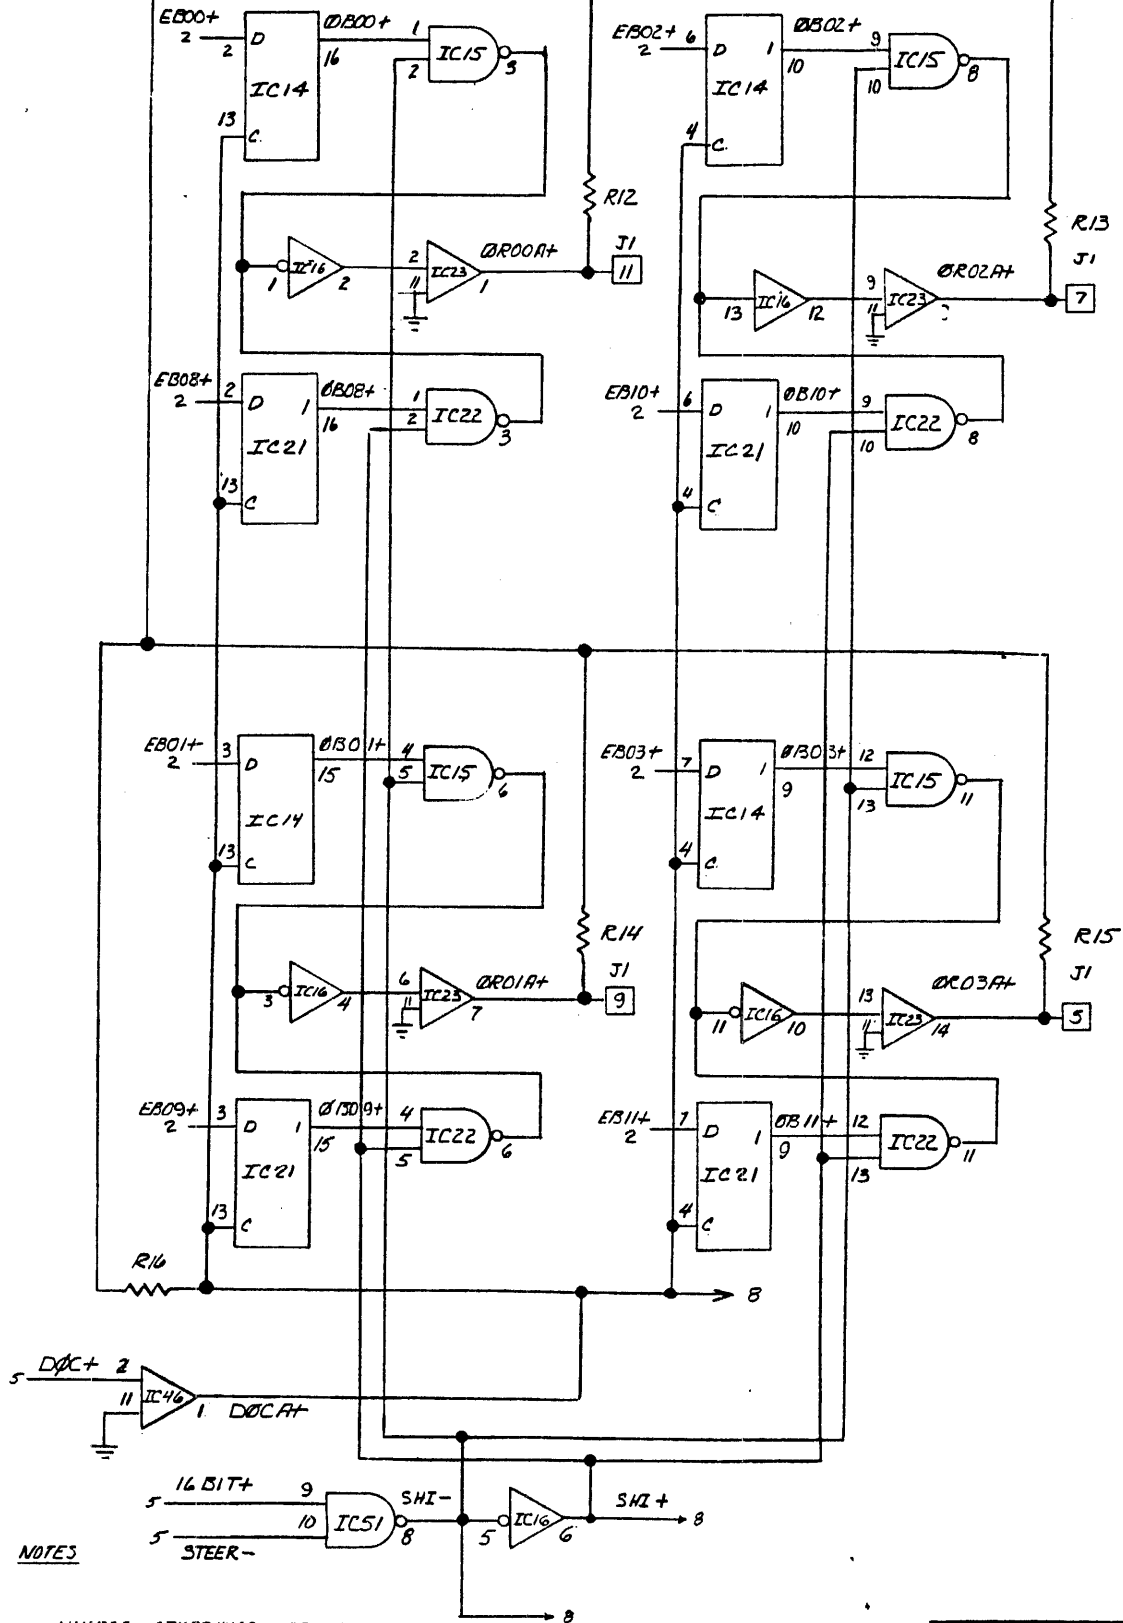 EB00+ 2 2 D IC14 13 C. ØB00+ 16 1 2 IC15 3
EB02+ 2 6 D 1 IC14 4 C. ØB02+ 10 9 10 IC15 8
R12
1 IC16 2 2 11 IC23 ØR00A+ 1 J1 11
R13
13 IC16 12 9 11 IC23 ØR02A+ J1 7
EB08+ 2 2 D 1 IC21 13 C ØB08+ 16 1 2 IC22 3
EB10+ 2 6 D 1 IC21 4 C ØB10+ 10 9 10 IC22 8
EB01+ 2 3 D IC14 13 C ØB01+ 15 4 5 IC15 6
EB03+ 2 7 D 1 IC14 4 C ØB03+ 9 12 13 IC15 11
R14
3 IC16 4 6 11 IC23 ØR01A+ 7 J1 9
R15
11 IC16 10 13 11 IC23 ØR03A+ 14 J1 5
EB09+ 2 3 D 1 IC21 13 C ØB09+ 15 4 5 IC22 6
EB11+ 2 7 D 1 IC21 4 C ØB11+ 9 12 13 IC22 11
R16
8
5 DØC+ 2 11 IC46 1 DØCA+
5 16 BIT+ 9
5 STEER- 10 IC51 8 SHI- 5 IC16 6 SHI+ 8
NOTES
8